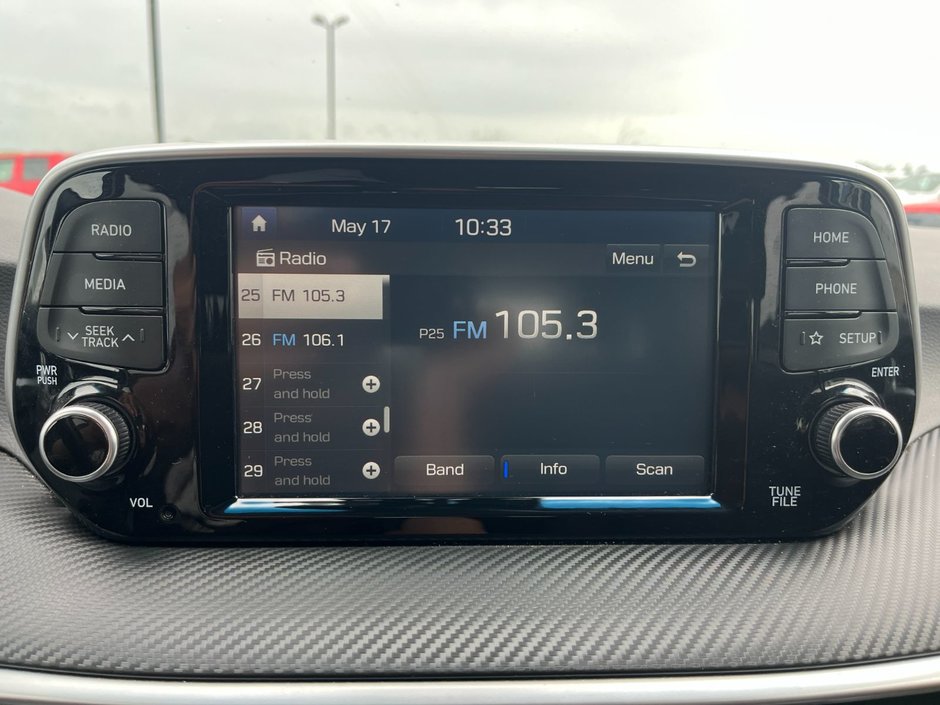 May 17 10:33
Radio
Menu
25 FM 105.3
26 FM 106.1
27 Press
and hold
28 Press
and hold
29 Press
and hold
P25 FM 105.3
Band Info Scan
RADIO
MEDIA
SEEK
TRACK
PWR
PUSH
VOL
HOME
PHONE
SETUP
ENTER
TUNE
FILE